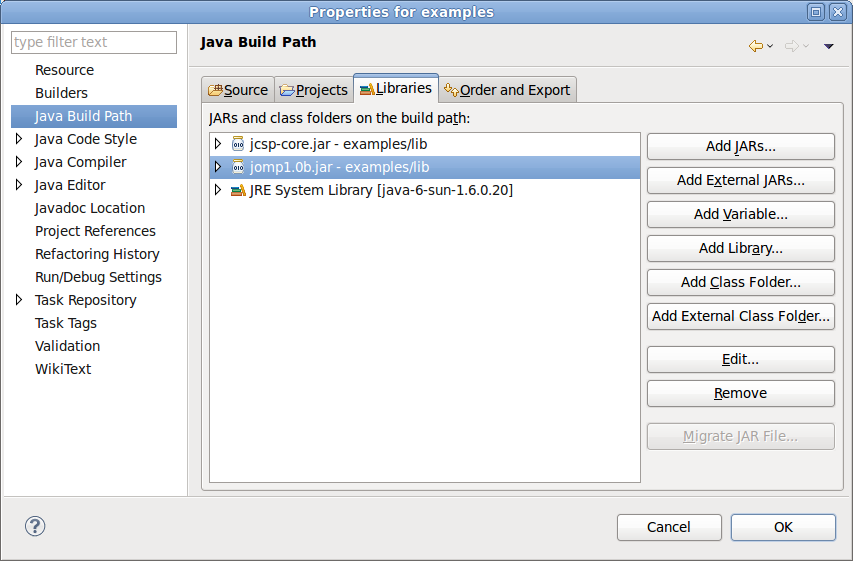 Properties for examples
type filter text
Resource
Builders
Java Build Path
Java Code Style
Java Compiler
Java Editor
Javadoc Location
Project References
Refactoring History
Run/Debug Settings
Task Repository
Task Tags
Validation
WikiText
Java Build Path
Source Projects Libraries Order and Export
JARs and class folders on the build path:
jcsp-core.jar - examples/lib
jomp1.0b.jar - examples/lib
JRE System Library [java-6-sun-1.6.0.20]
Add JARs...
Add External JARs...
Add Variable...
Add Library...
Add Class Folder...
Add External Class Folder...
Edit...
Remove
Migrate JAR File...
?
Cancel OK